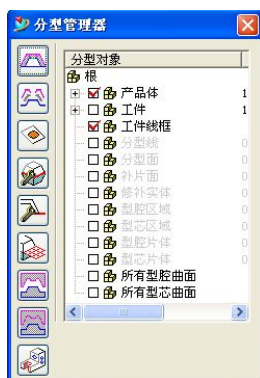 分型管理器
分型对象
根
产品体 1
工件 1
工件线框
分型线 0
分型面 0
补片面 0
修补实体 0
型腔区域 0
型芯区域 0
型腔片体 0
型芯片体 0
所有型腔曲面
所有型芯曲面